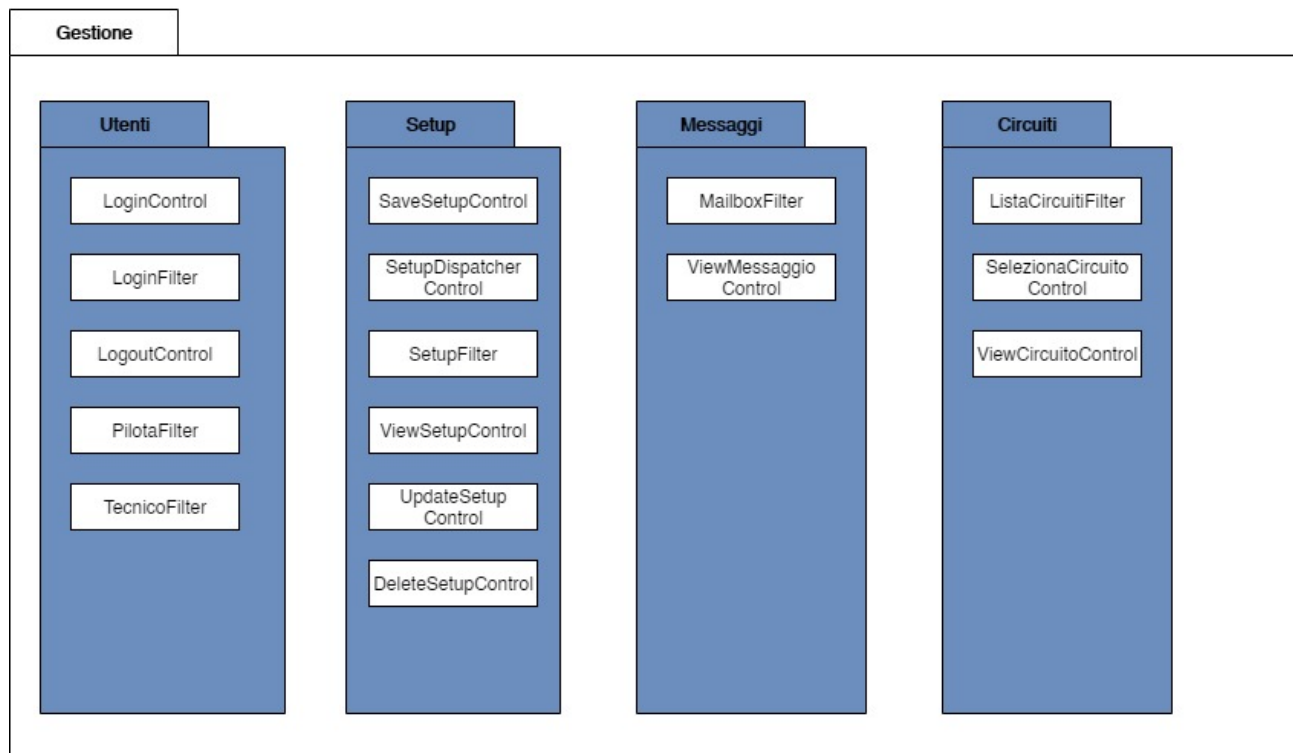 Gestione
Utenti
LoginControl
LoginFilter
LogoutControl
PilotaFilter
TecnicoFilter
Setup
SaveSetupControl
SetupDispatcher
Control
SetupFilter
ViewSetupControl
UpdateSetup
Control
DeleteSetupControl
Messaggi
MailboxFilter
ViewMessaggio
Control
Circuiti
ListaCircuitiFilter
SelezionaCircuito
Control
ViewCircuitoControl